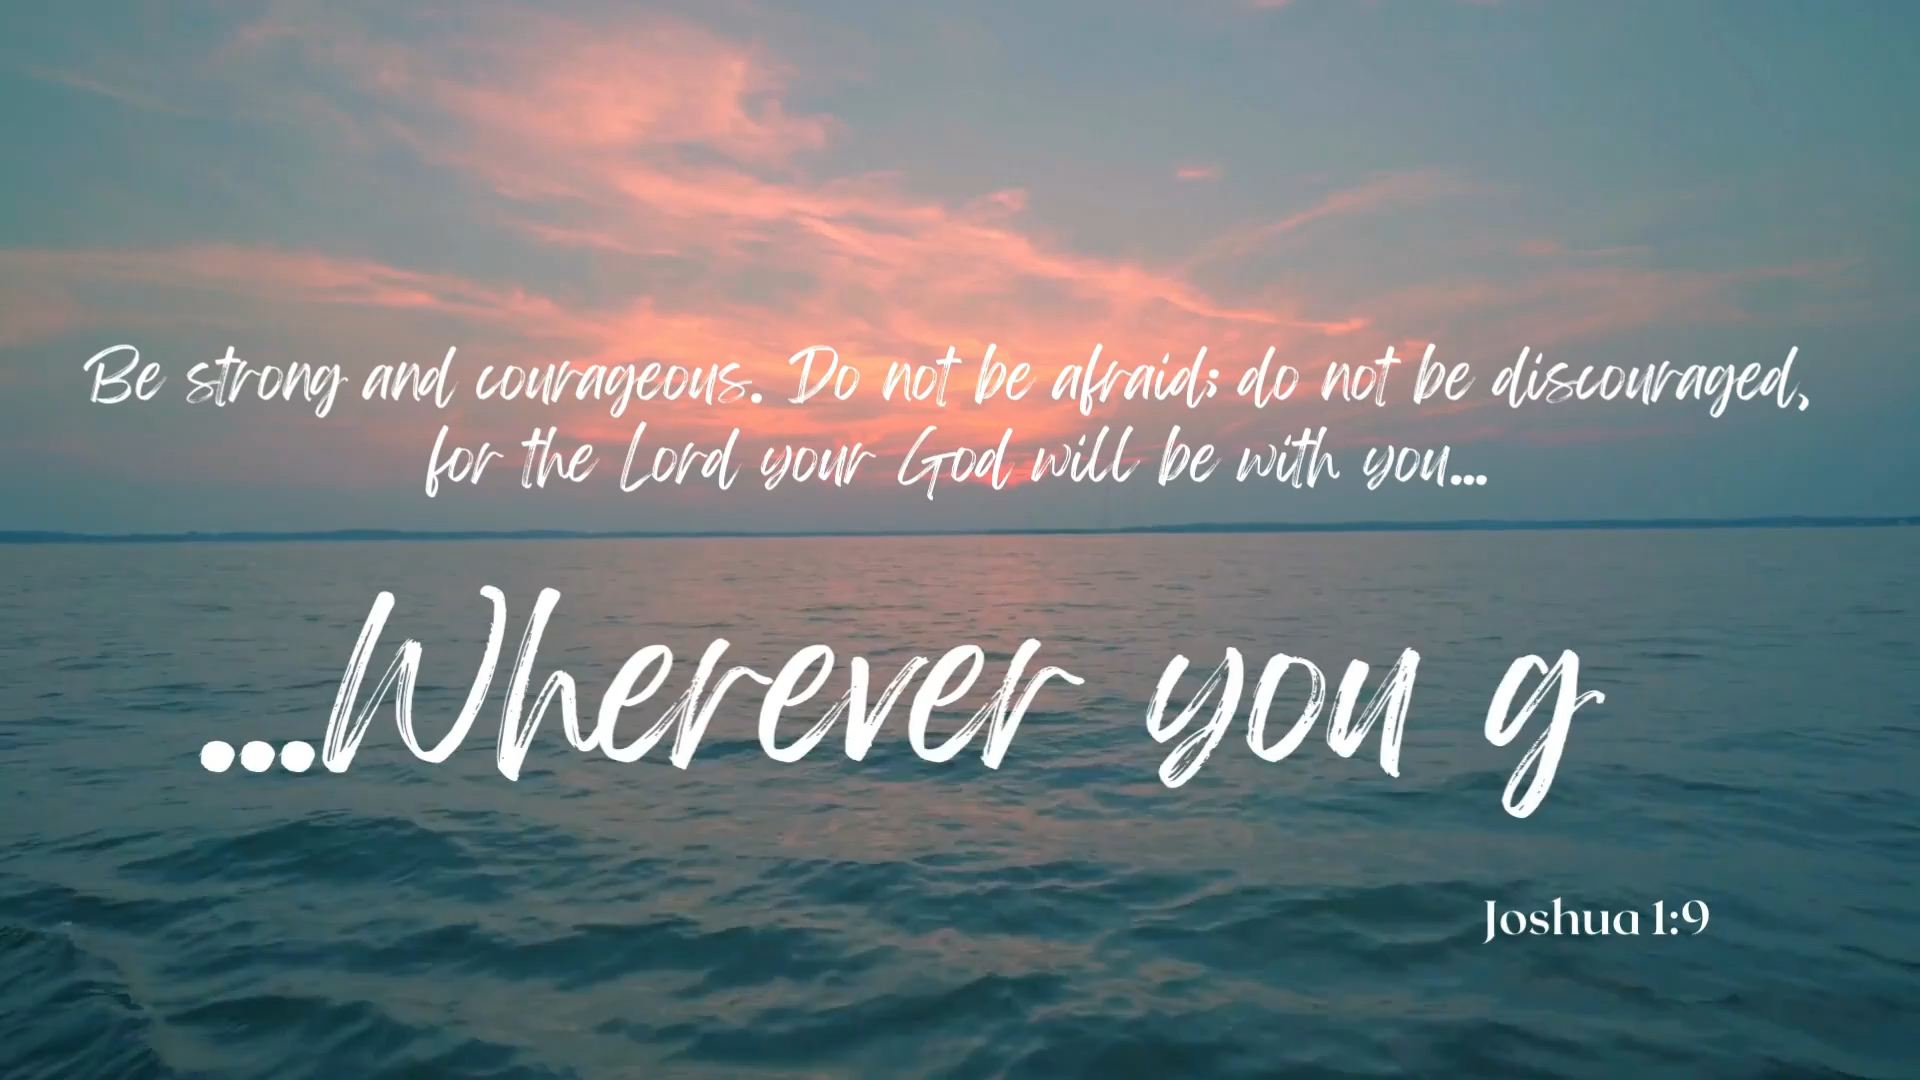 Be strong and courageous. Do not be afraid; do not be discouraged,
for the Lord your God will be with you...
...Wherever you g
Joshua 1:9